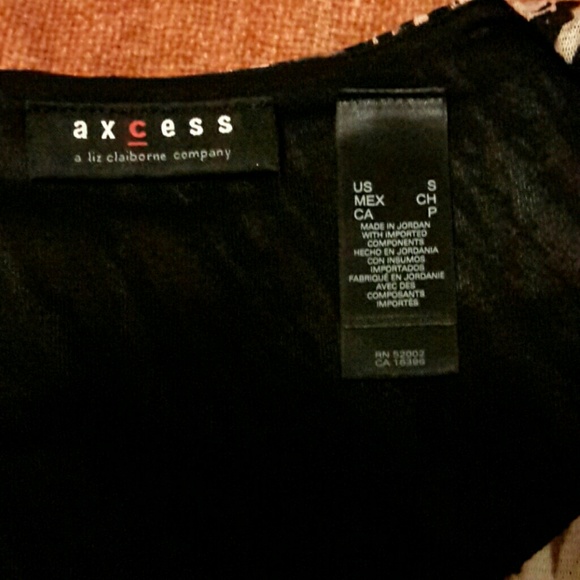 axcess
a liz claiborne company
US S
MEX CH
CA P
MADE IN JORDAN
WITH IMPORTED
COMPONENTS
HECHO EN JORDANIA
CON INSUMOS
IMPORTADOS
FABRIQUÉ EN JORDANIE
AVEC DES
COMPOSANTS
IMPORTÉS
RN 52002
CA 16396